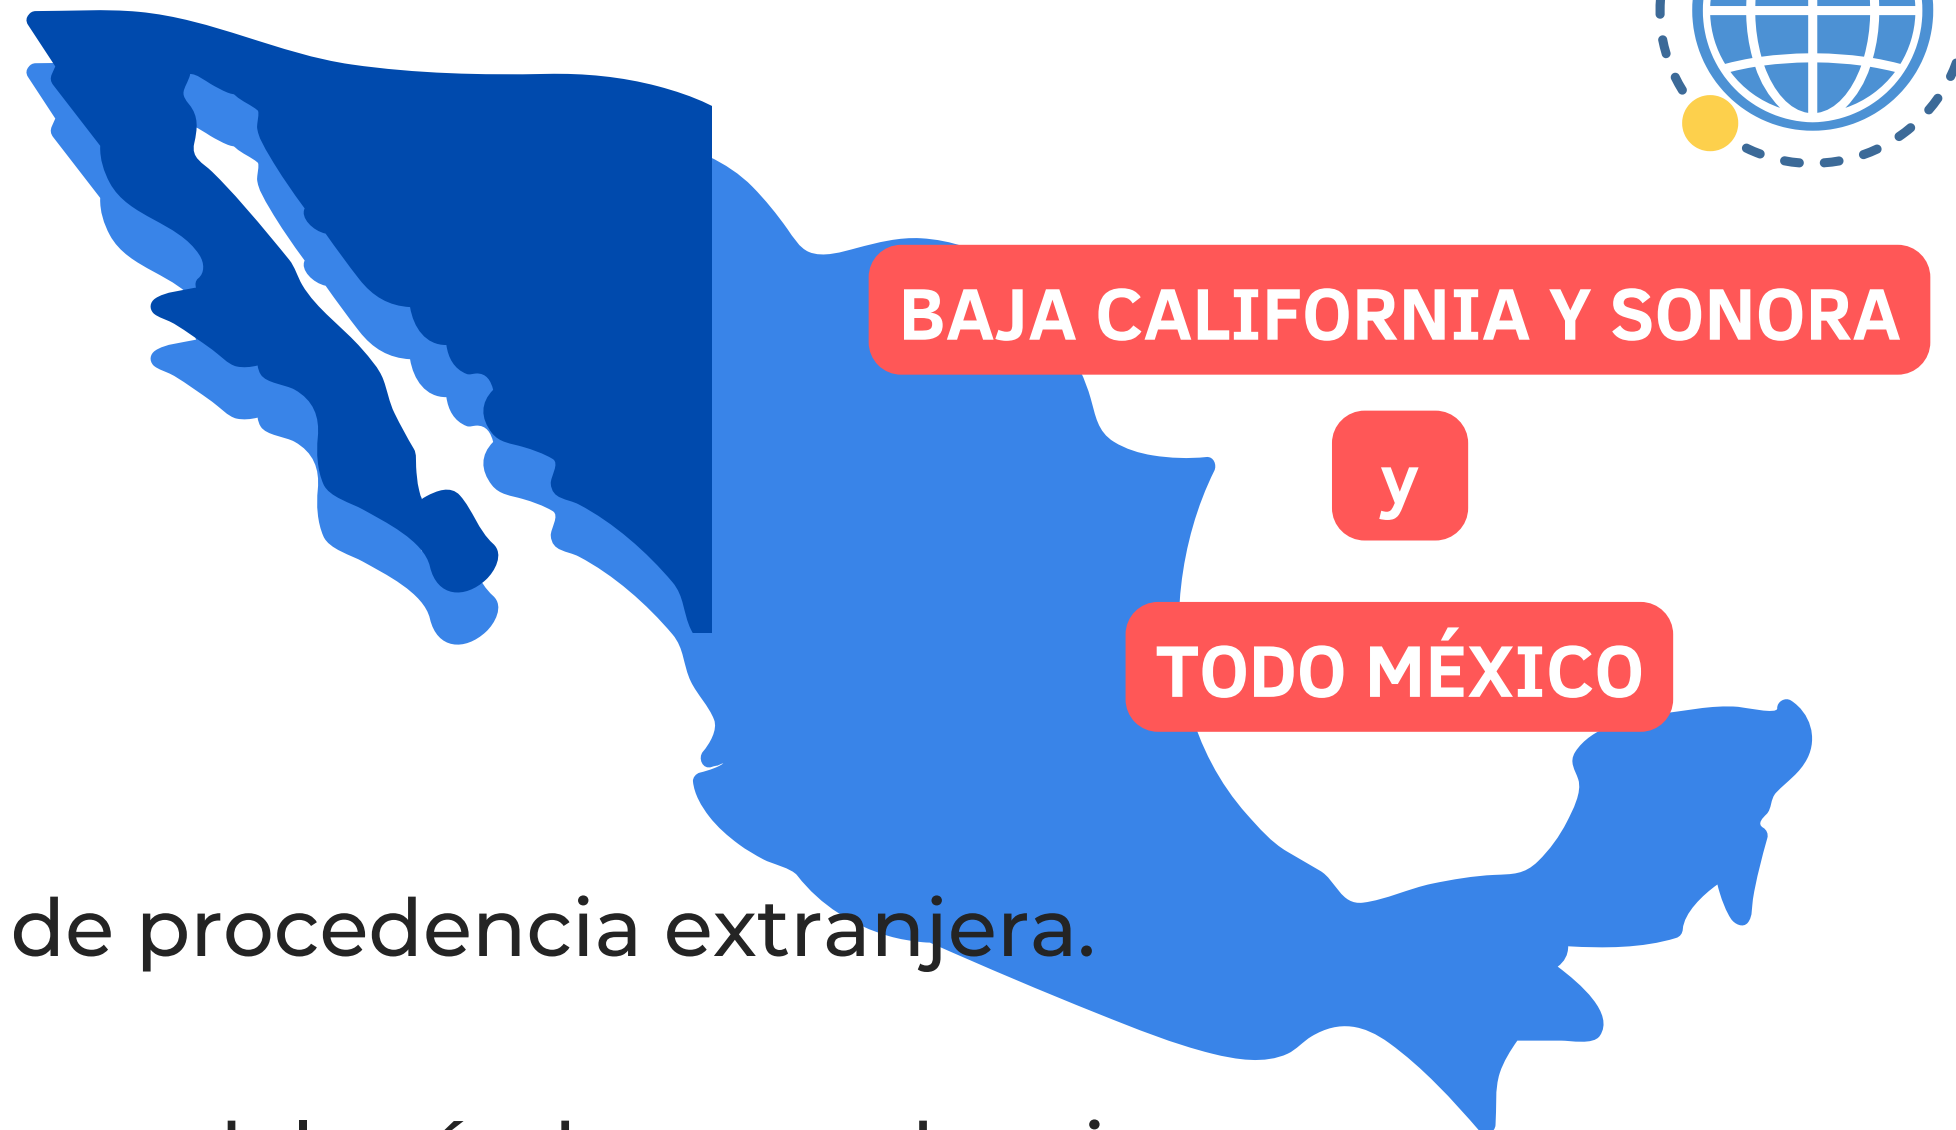 BAJA CALIFORNIA Y SONORA
y
TODO MÉXICO
de procedencia extranjera.